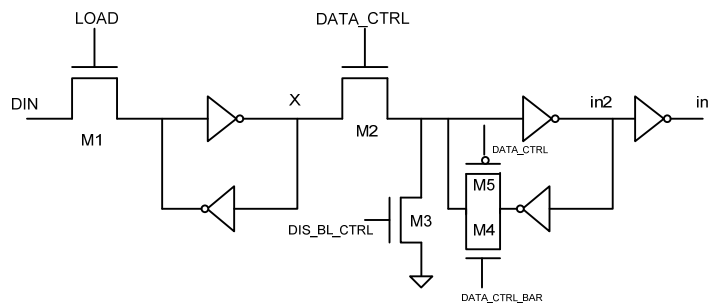 LOAD
DATA_CTRL
DIN
X
in2
in
M1
M2
DATA_CTRL
M5
M3
M4
DIS_BL_CTRL
DATA_CTRL_BAR